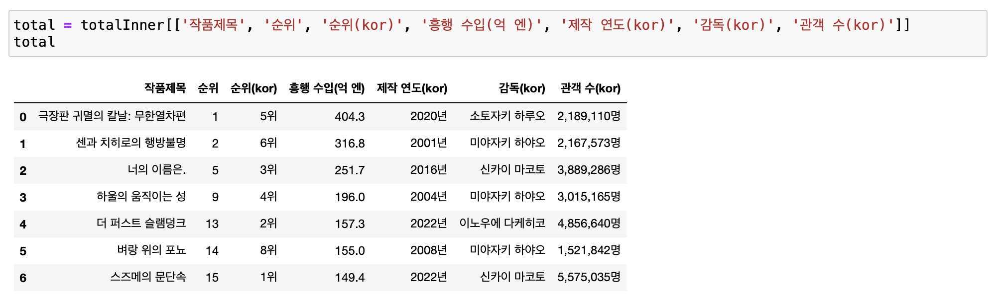 total = totalInner[['작품제목', '순위', '순위(kor)', '흥행 수입(억 엔)', '제작 연도(kor)', '감독(kor)', '관객 수(kor)']]
total
작품제목 순위 순위(kor) 흥행 수입(억 엔) 제작 연도(kor) 감독(kor) 관객 수(kor)
0 극장판 귀멸의 칼날: 무한열차편 1 5위 404.3 2020년 소토자키 하루오 2,189,110명
1 센과 치히로의 행방불명 2 6위 316.8 2001년 미야자키 하야오 2,167,573명
2 너의 이름은. 5 3위 251.7 2016년 신카이 마코토 3,889,286명
3 하울의 움직이는 성 9 4위 196.0 2004년 미야자키 하야오 3,015,165명
4 더 퍼스트 슬램덩크 13 2위 157.3 2022년 이노우에 다케히코 4,856,640명
5 벼랑 위의 포뇨 14 8위 155.0 2008년 미야자키 하야오 1,521,842명
6 스즈메의 문단속 15 1위 149.4 2022년 신카이 마코토 5,575,035명